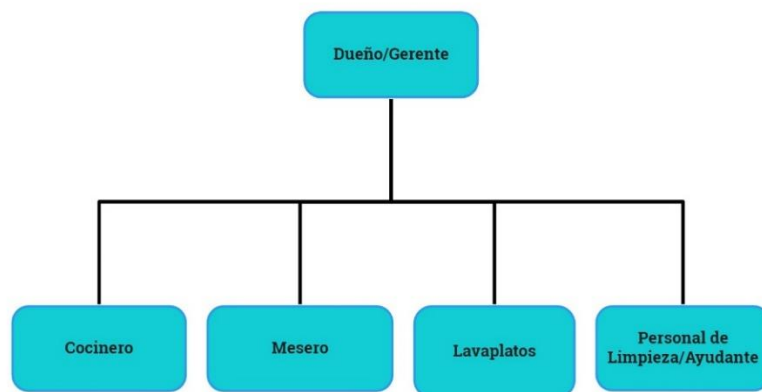 Dueño/Gerente
Cocinero
Mesero
Lavaplatos
Personal de
Limpieza/Ayudante